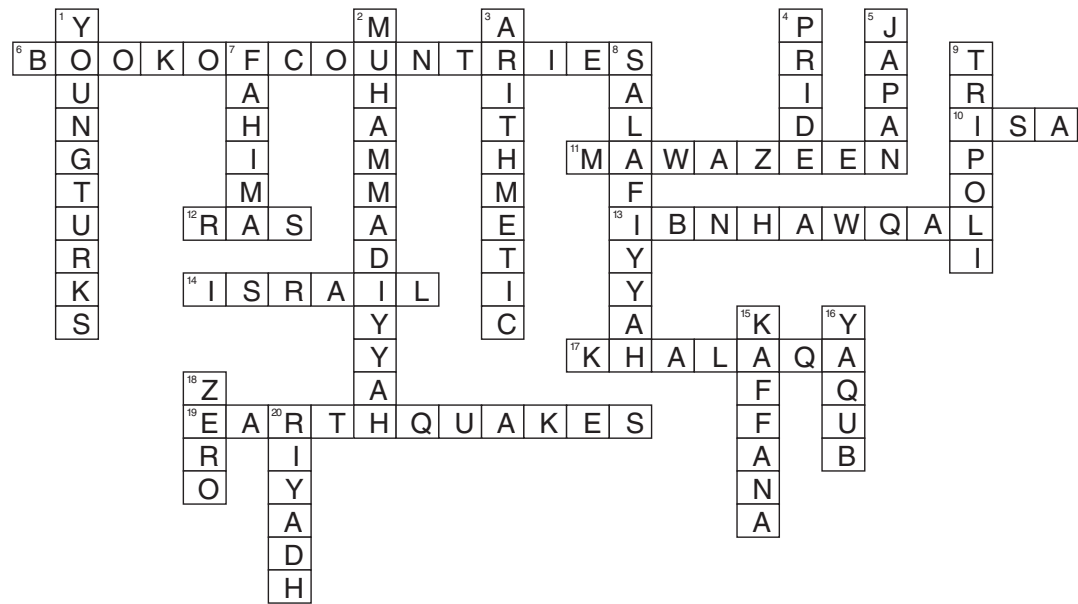 1 Y 2 M 3 A 4 P 5 J
6 B O O K O 7 F C O U N T R I E 8 S R A 9 T
U A H I A I P R
N H A T L D A 10 I S A
G I M H 11 M A W A Z E E N P
T M M M F O
U 12 R A S A E 13 I B N H A W Q A L
R D T Y I
K 14 I S R A I L I Y
S Y C A 15 K 16 Y
Y 17 K H A L A Q A
18 Z A F Q
19 E A 20 R T H Q U A K E S F U
R I A B
O Y N
A A
D
H